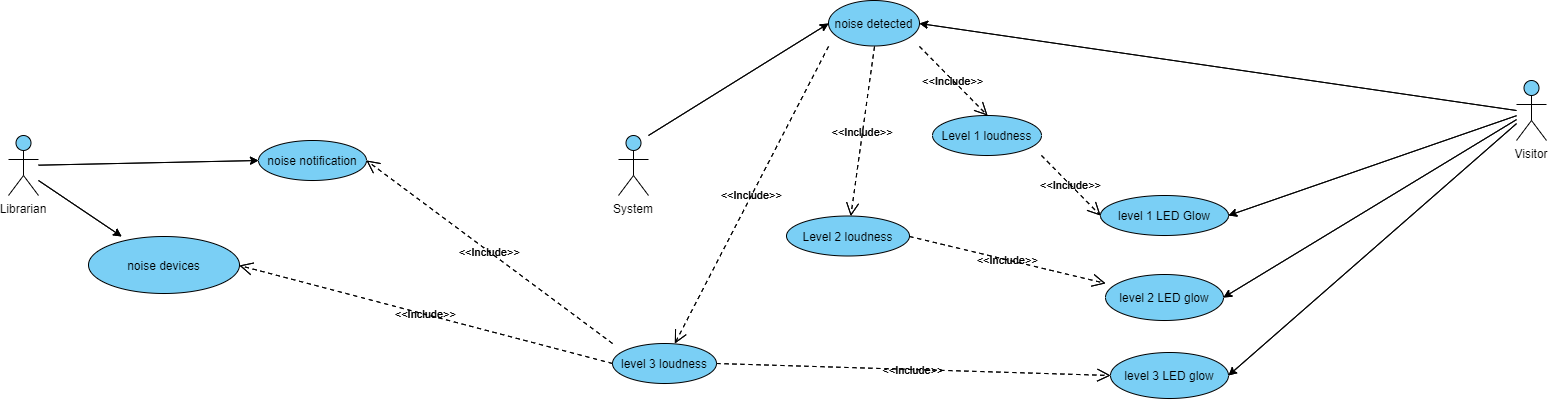 noise detected
<<Include>>
<<Include>>
Level 1 loudness
noise notification
Visitor
<<Include>>
<<Include>>
Librarian
System
level 1 LED Glow
Level 2 loudness
<<Include>>
<<Include>>
noise devices
level 2 LED glow
<<Include>>
level 3 loudness
<<Include>>
level 3 LED glow